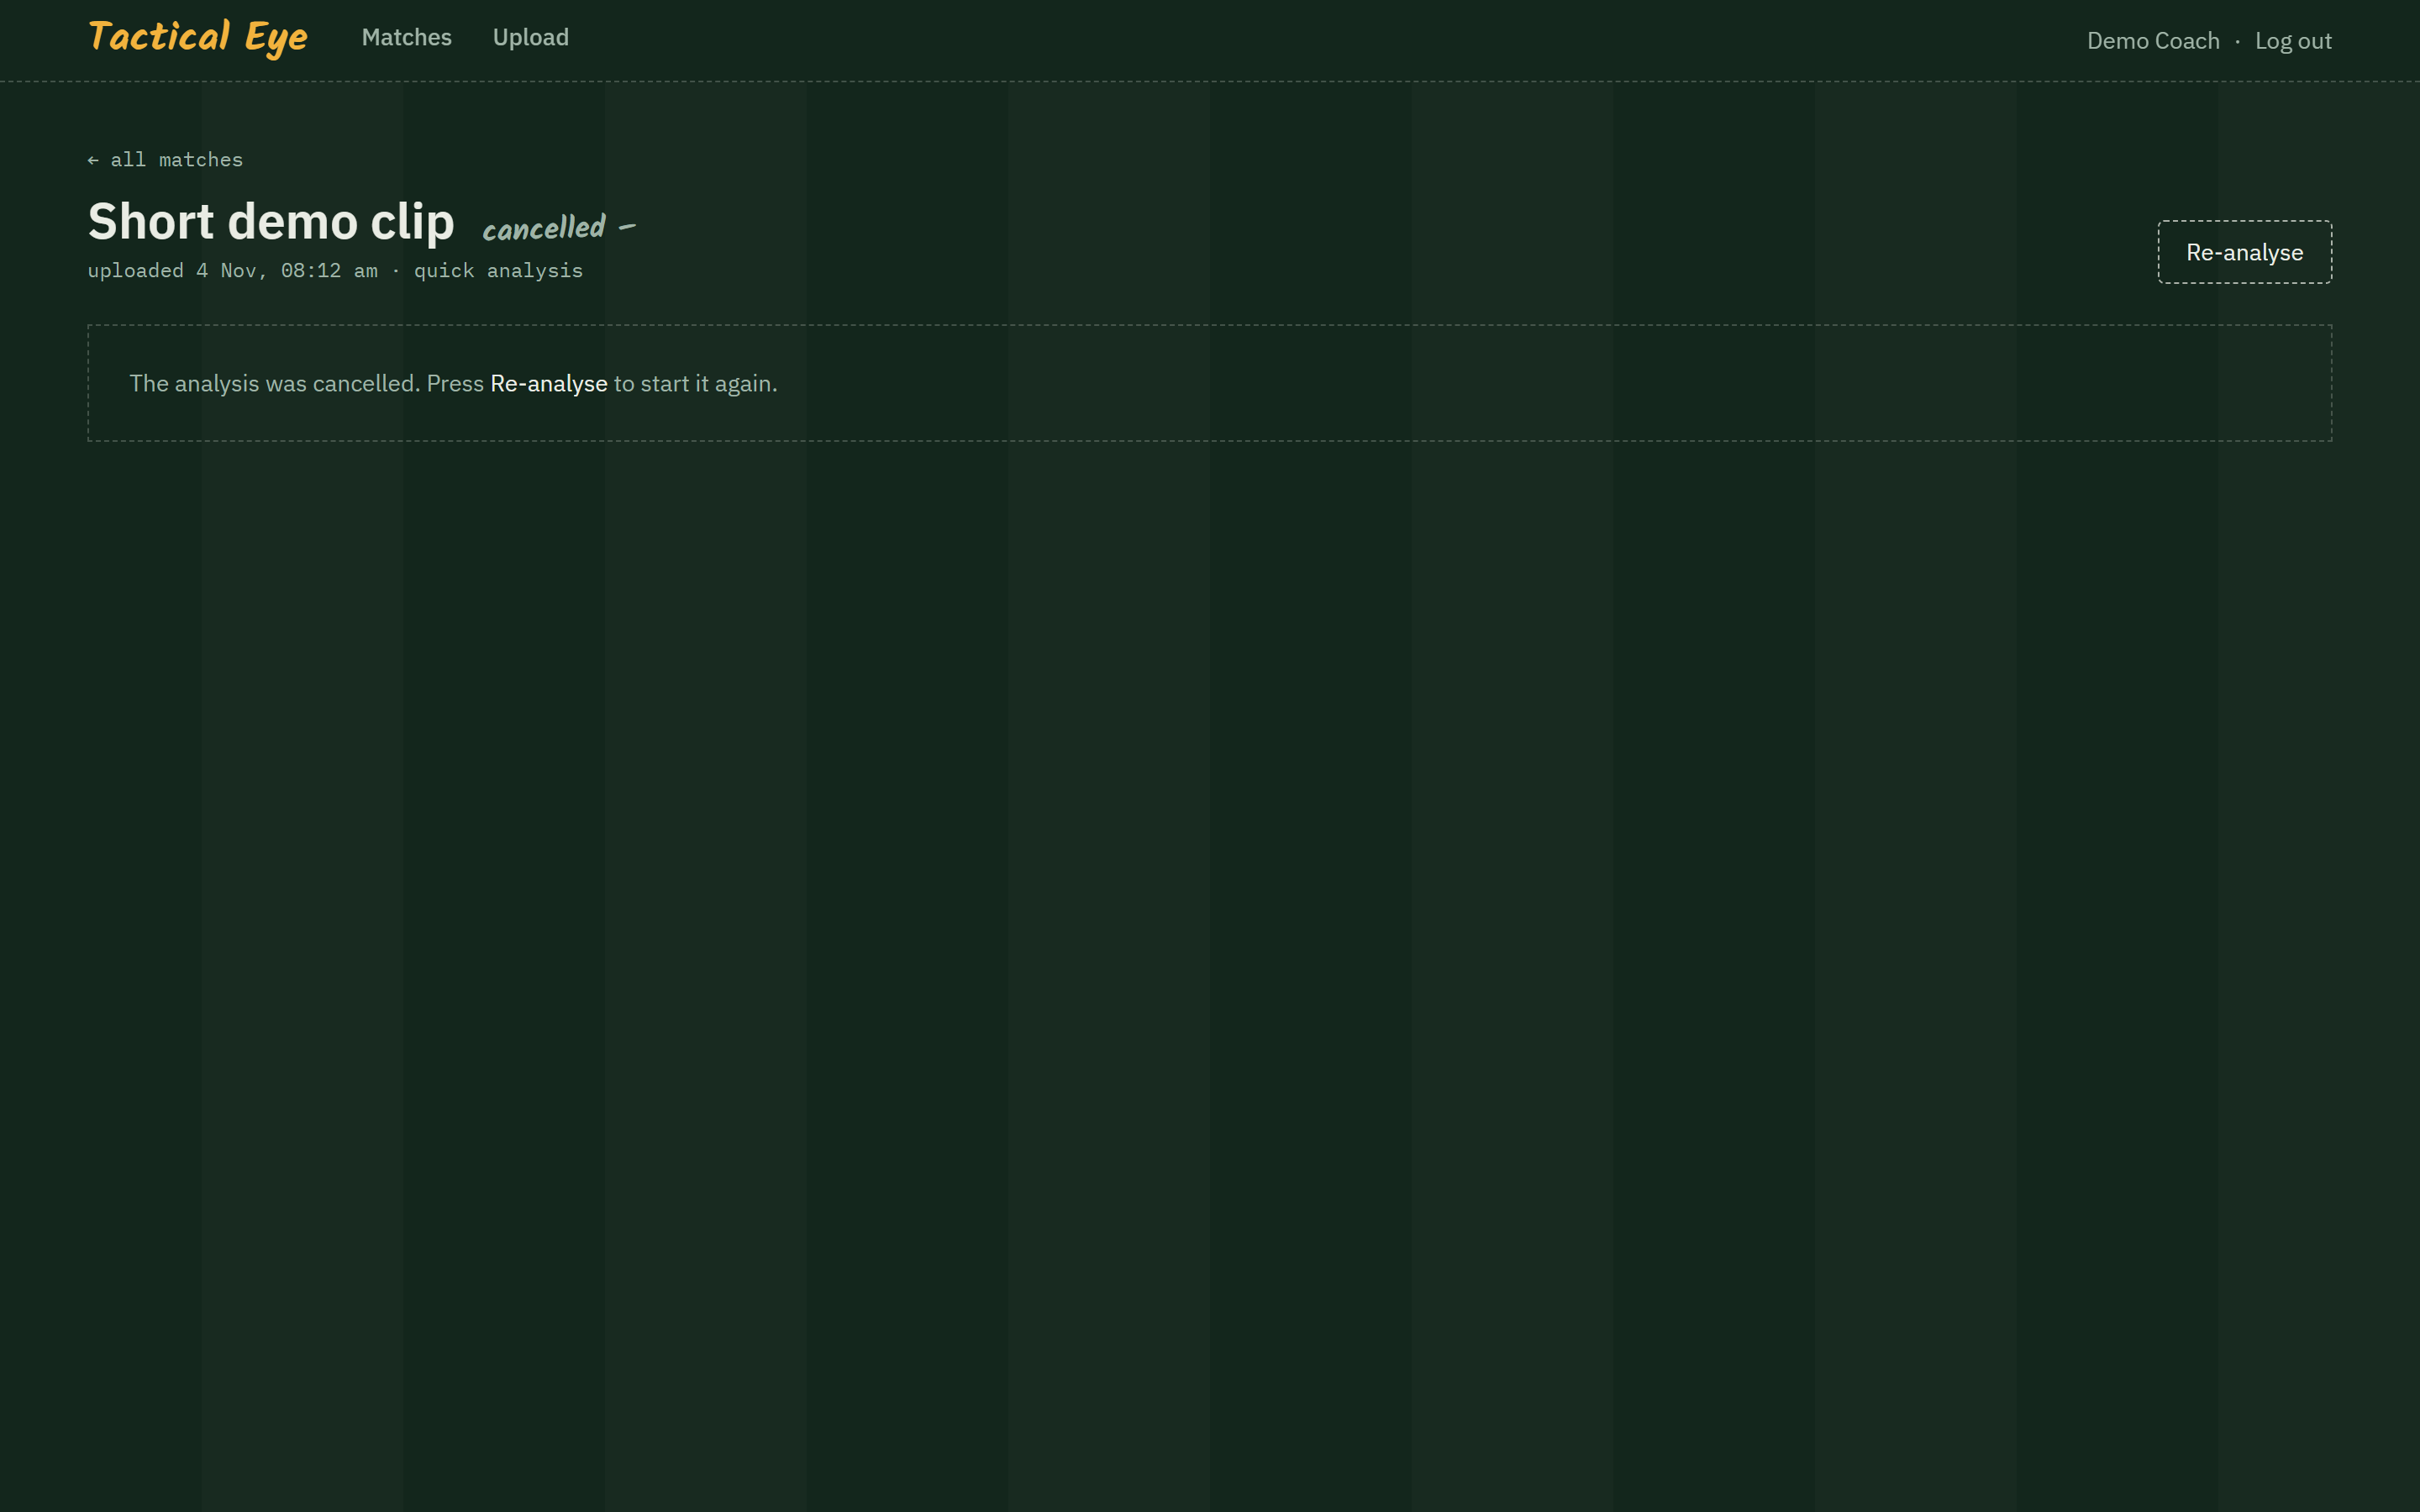 Tactical Eye Matches Upload Demo Coach · Log out
← all matches
Short demo clip cancelled –
uploaded 4 Nov, 08:12 am · quick analysis
Re-analyse
The analysis was cancelled. Press Re-analyse to start it again.